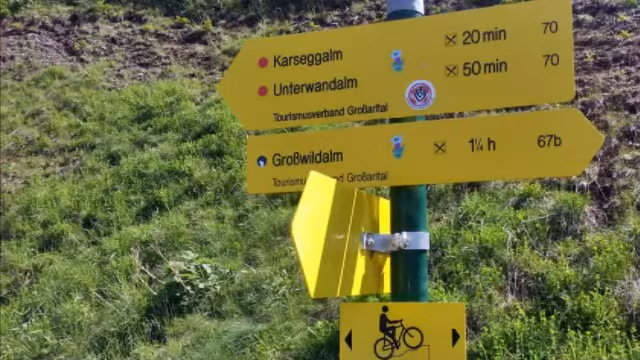 Karseggalm 20 min 70
Unterwandalm 50 min 70
Tourismusverband Großarltal
Großwildalm 1¼ h 67b
Tourismusverband Großarltal